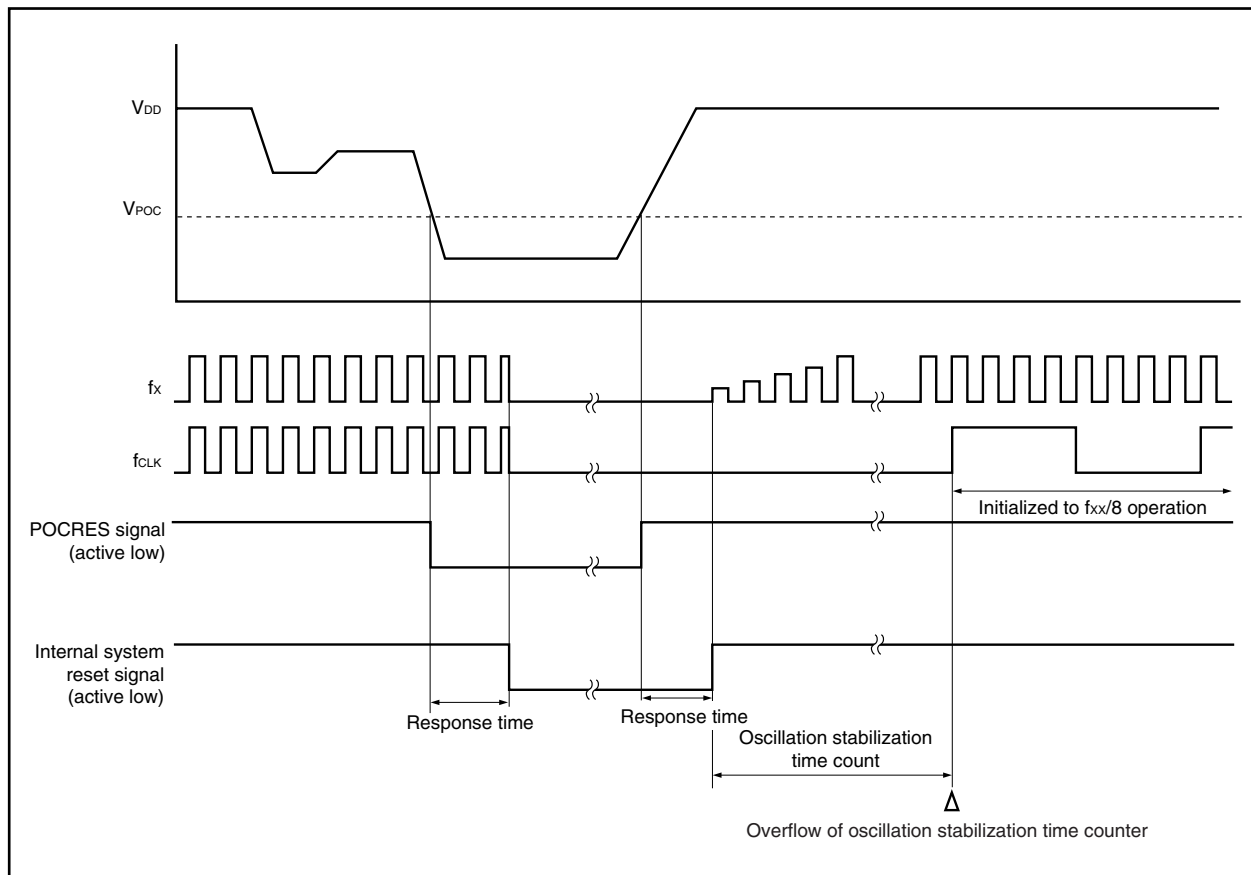 VDD
VPOC
fX
fCLK
Initialized to fXX/8 operation
POCRES signal
(active low)
Internal system
reset signal
(active low)
Response time
Response time
Oscillation stabilization
time count
Overflow of oscillation stabilization time counter